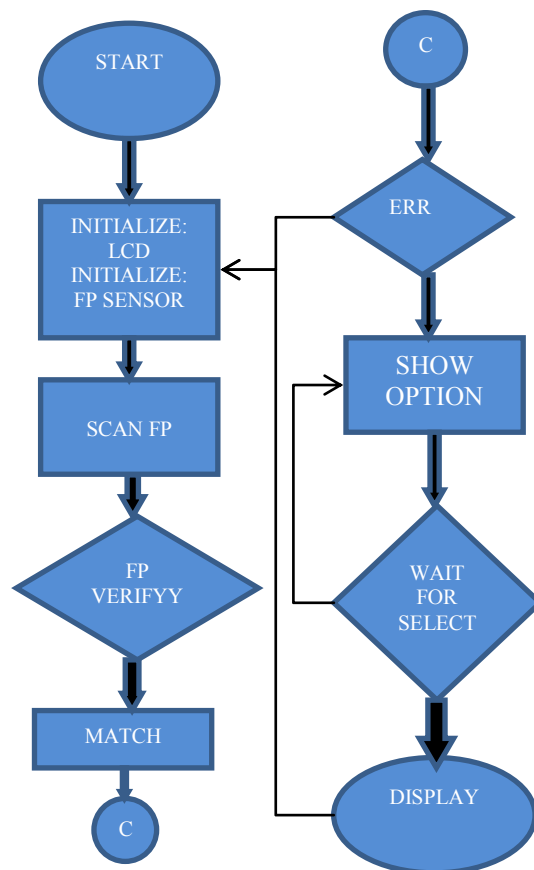 START
INITIALIZE:
LCD
INITIALIZE:
FP SENSOR
SCAN FP
FP
VERIFYY
MATCH
C
C
ERR
SHOW
OPTION
WAIT
FOR
SELECT
DISPLAY